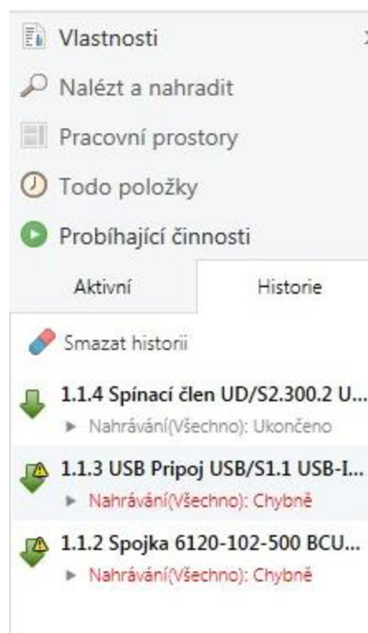 Vlastnosti
Nalézt a nahradit
Pracovní prostory
Todo položky
Probíhající činnosti
Aktivní Historie
Smazat historii
1.1.4 Spínací člen UD/S2.300.2 U...
Nahrávání(Všechno): Ukončeno
1.1.3 USB Pripoj USB/S1.1 USB-I...
Nahrávání(Všechno): Chybně
1.1.2 Spojka 6120-102-500 BCU...
Nahrávání(Všechno): Chybně